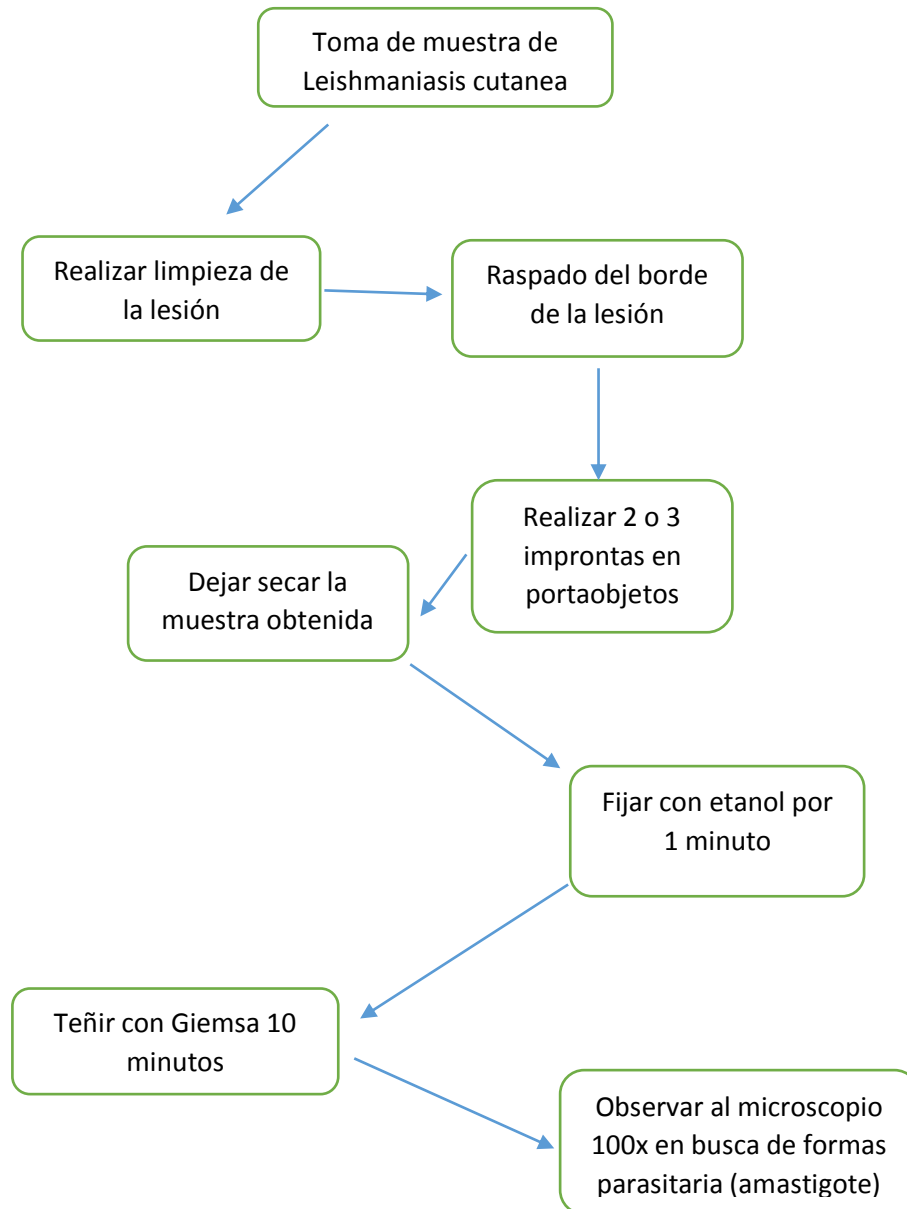 Toma de muestra de
Leishmaniasis cutanea
Realizar limpieza de
la lesión
Raspado del borde
de la lesión
Realizar 2 o 3
improntas en
portaobjetos
Dejar secar la
muestra obtenida
Fijar con etanol por
1 minuto
Teñir con Giemsa 10
minutos
Observar al microscopio
100x en busca de formas
parasitaria (amastigote)